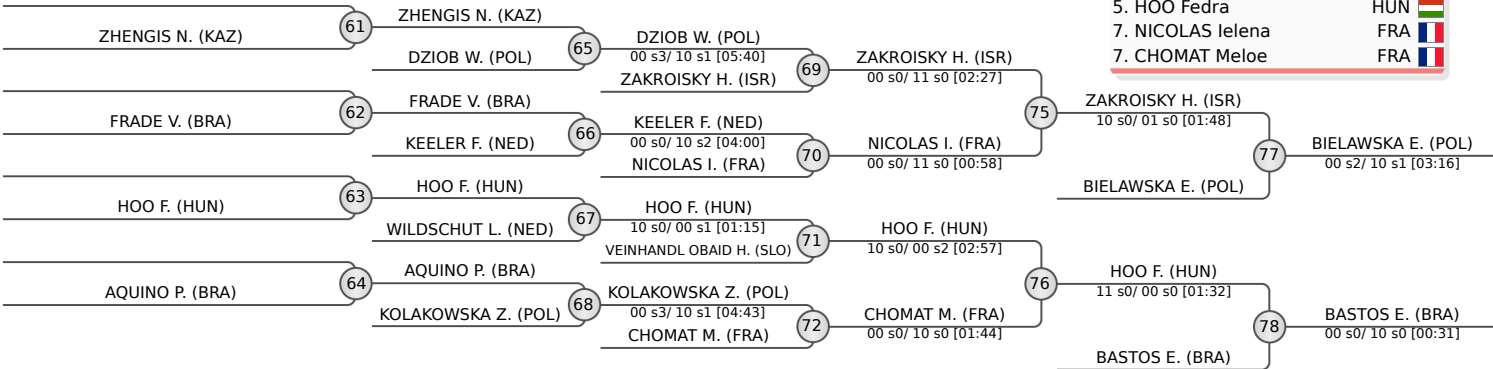 ZHENGIS N. (KAZ)
61
FRADE V. (BRA)
62
HOO F. (HUN)
63
AQUINO P. (BRA)
64
ZHENGIS N. (KAZ)
65
DZIOB W. (POL)
FRADE V. (BRA)
66
KEELER F. (NED)
HOO F. (HUN)
67
WILDSCHUT L. (NED)
AQUINO P. (BRA)
68
KOLAKOWSKA Z. (POL)
DZIOB W. (POL)
00 s3/ 10 s1 [05:40]
69
ZAKROISKY H. (ISR)
KEELER F. (NED)
00 s0/ 10 s2 [04:00]
70
NICOLAS I. (FRA)
HOO F. (HUN)
10 s0/ 00 s1 [01:15]
71
VEINHANDL OBAID H. (SLO)
KOLAKOWSKA Z. (POL)
00 s3/ 10 s1 [04:43]
72
CHOMAT M. (FRA)
ZAKROISKY H. (ISR)
00 s0/ 11 s0 [02:27]
75
NICOLAS I. (FRA)
00 s0/ 11 s0 [00:58]
HOO F. (HUN)
10 s0/ 00 s2 [02:57]
76
CHOMAT M. (FRA)
00 s0/ 10 s0 [01:44]
ZAKROISKY H. (ISR)
10 s0/ 01 s0 [01:48]
77
BIELAWSKA E. (POL)
HOO F. (HUN)
11 s0/ 00 s0 [01:32]
78
BASTOS E. (BRA)
BIELAWSKA E. (POL)
00 s2/ 10 s1 [03:16]
BASTOS E. (BRA)
00 s0/ 10 s0 [00:31]
5. HOO Fedra HUN
7. NICOLAS Ielena FRA
7. CHOMAT Meloe FRA